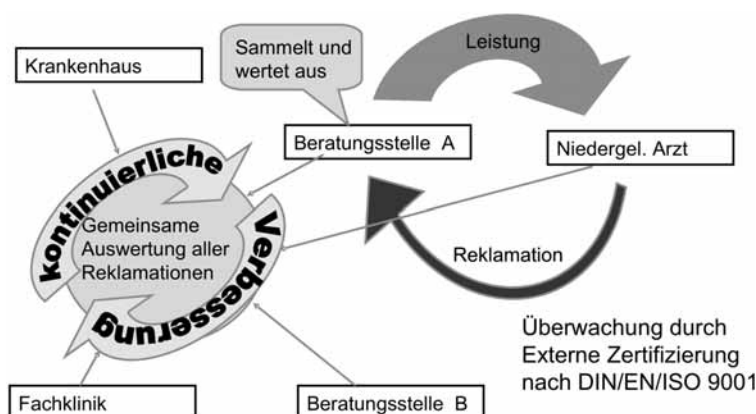 Sammelt und
wertet aus
Leistung
Krankenhaus
Beratungsstelle A
Niedergel. Arzt
kontinuierliche
Verbesserung
Gemeinsame
Auswertung aller
Reklamationen
Reklamation
Überwachung durch
Externe Zertifizierung
nach DIN/EN/ISO 9001
Fachklinik
Beratungsstelle B